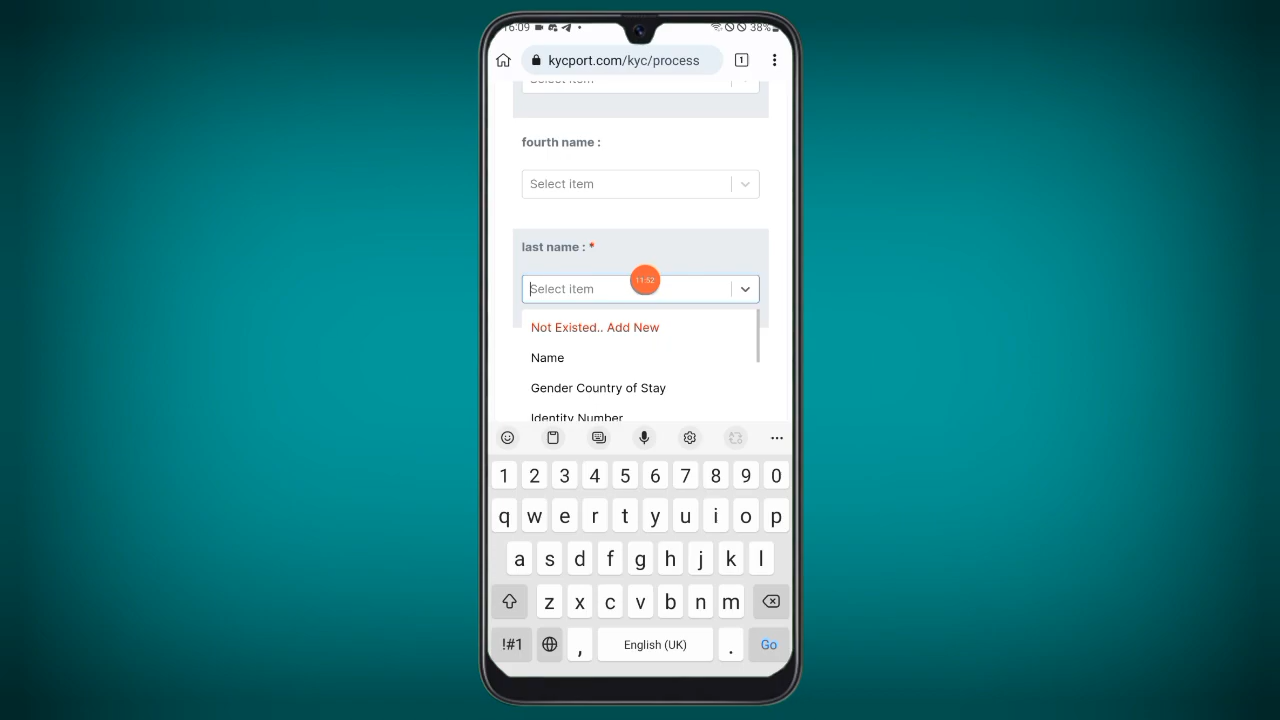 16:09
38%
kycport.com/kyc/process
1
Select item
fourth name :
Select item
last name : *
11:52
Select item
Not Existed.. Add New
Name
Gender Country of Stay
Identity Number
1 2 3 4 5 6 7 8 9 0
q w e r t y u i o p
a s d f g h j k l
z x c v b n m
!#1 , English (UK) . Go